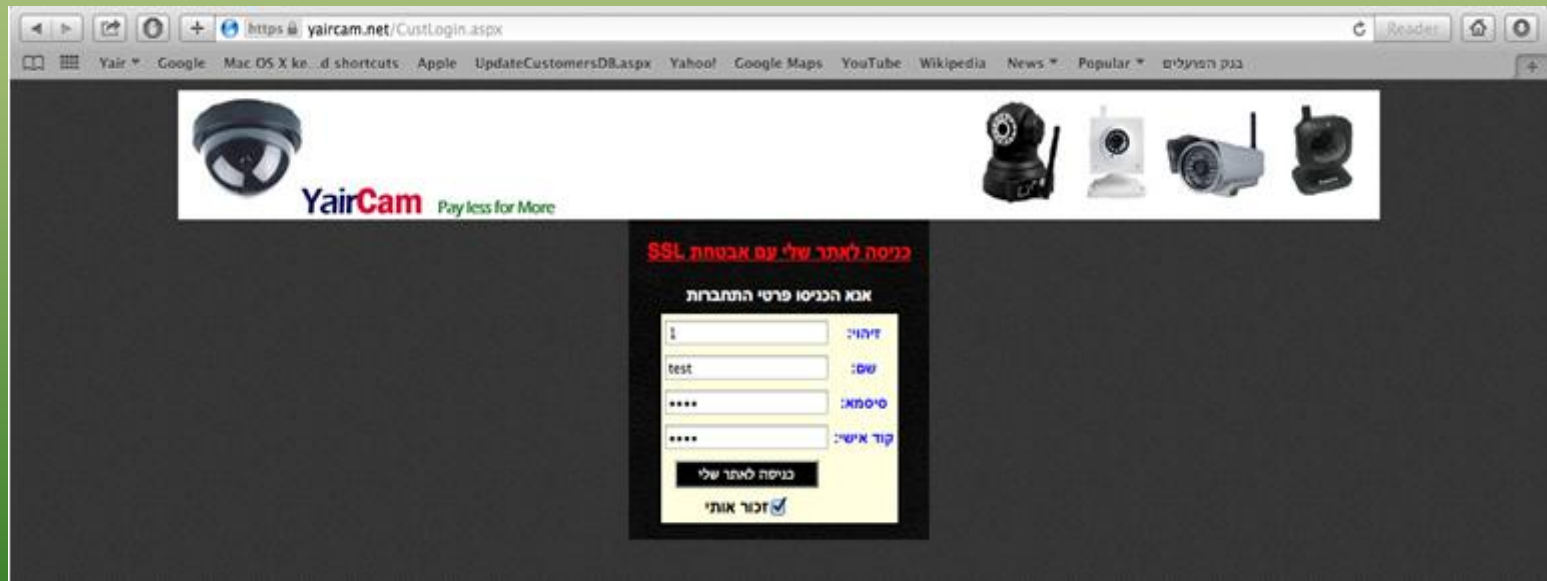 https yaircam.net/CustLogin.aspx Reader
Yair Google Mac OS X ke...d shortcuts Apple UpdateCustomersDB.aspx Yahoo! Google Maps YouTube Wikipedia News Popular בנק הפועלים
YairCam Pay less for More
כניסה לאתר שלי עם אבטחת SSL
אנא הכניסו פרטי התחברות
זיהוי: 1
שם: test
סיסמא: ••••
קוד אישי: ••••
כניסה לאתר שלי
זכור אותי